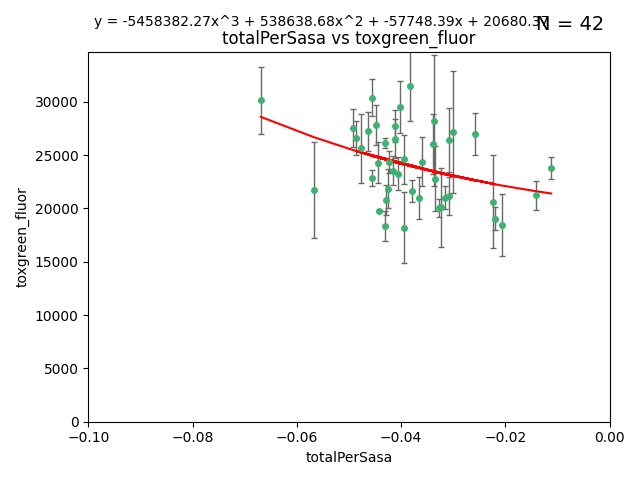 y = -5458382.27x^3 + 538638.68x^2 + -57748.39x + 20680.37
N = 42
totalPerSasa vs toxgreen_fluor
30000
25000
20000
15000
10000
5000
0
toxgreen_fluor
−0.10 −0.08 −0.06 −0.04 −0.02 0.00
totalPerSasa